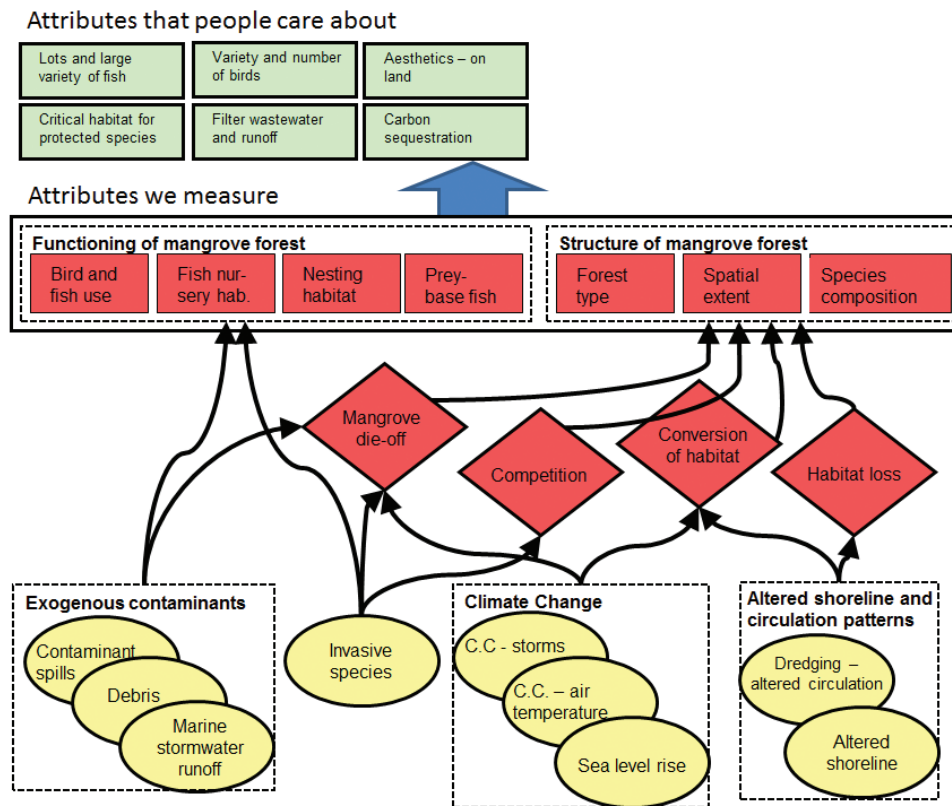 Attributes that people care about
Lots and large
variety of fish
Variety and number
of birds
Aesthetics – on
land
Critical habitat for
protected species
Filter wastewater
and runoff
Carbon
sequestration
Attributes we measure
Functioning of mangrove forest
Bird and
fish use
Fish nur-
sery hab.
Nesting
habitat
Prey-
base fish
Structure of mangrove forest
Forest
type
Spatial
extent
Species
composition
Mangrove
die-off
Competition
Conversion
of habitat
Habitat loss
Exogenous contaminants
Contaminant
spills
Debris
Marine
stormwater
runoff
Invasive
species
Climate Change
C.C - storms
C.C. – air
temperature
Sea level rise
Altered shoreline and
circulation patterns
Dredging –
altered circulation
Altered
shoreline